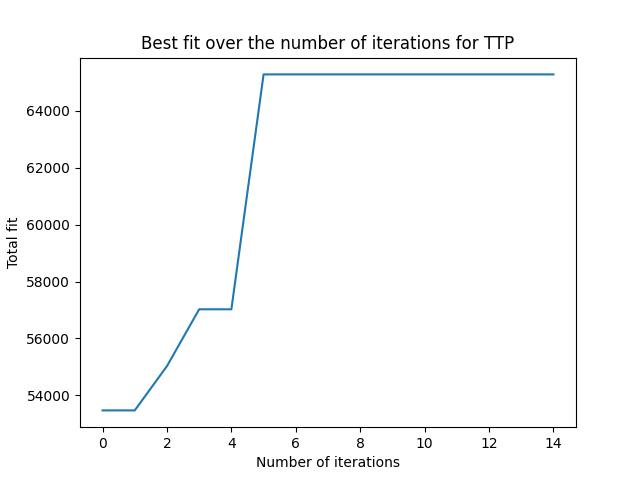 Best fit over the number of iterations for TTP
64000
62000
60000
58000
56000
54000
Total fit
0 2 4 6 8 10 12 14
Number of iterations